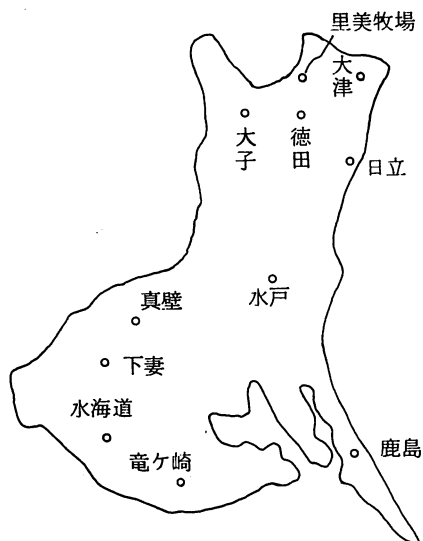 里美牧場
大津
大子
徳田
日立
水戸
真壁
下妻
水海道
竜ケ崎
鹿島